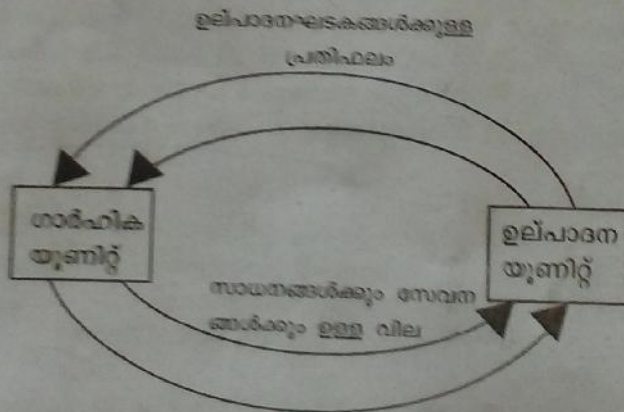 ഉല്പാദനഘടകങ്ങൾക്കുള്ള
പ്രതിഫലം
ഗാർഹിക
യൂണിറ്റ്
ഉല്പാദന
യൂണിറ്റ്
സാധനങ്ങൾക്കും സേവന
ങ്ങൾക്കും ഉള്ള വില